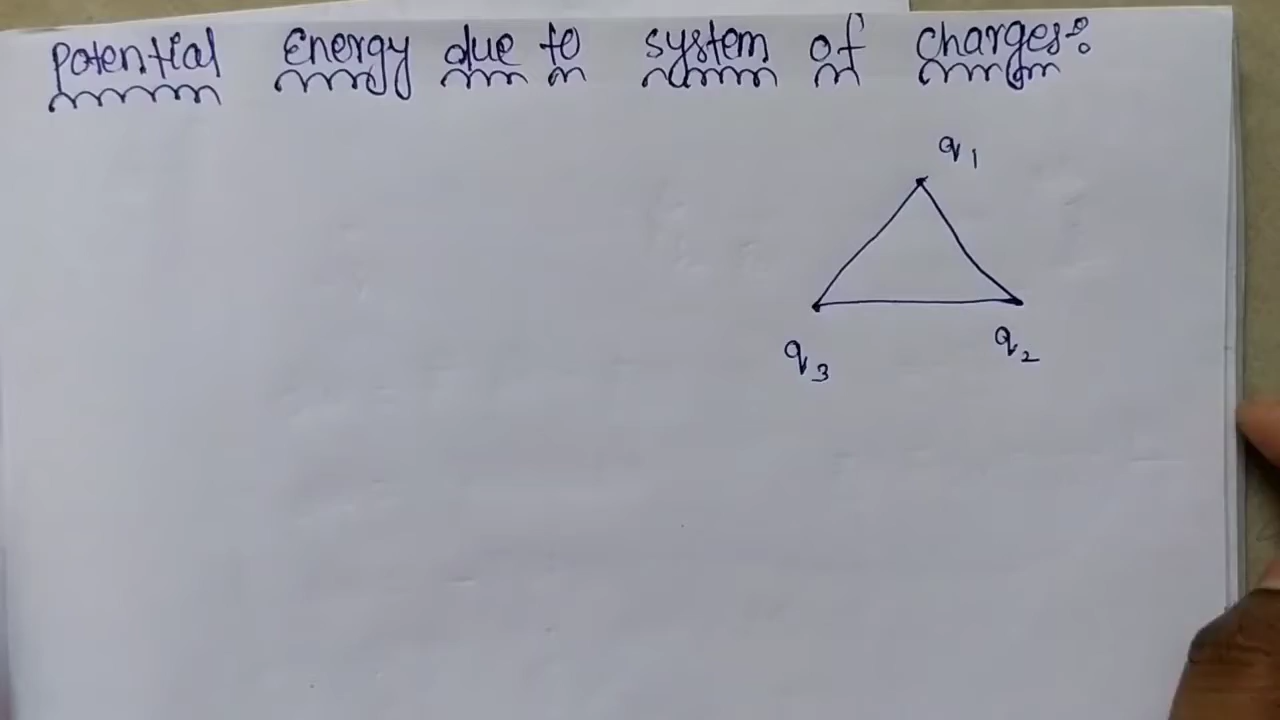 Potential Energy due to system of charges:
q1
q3
q2